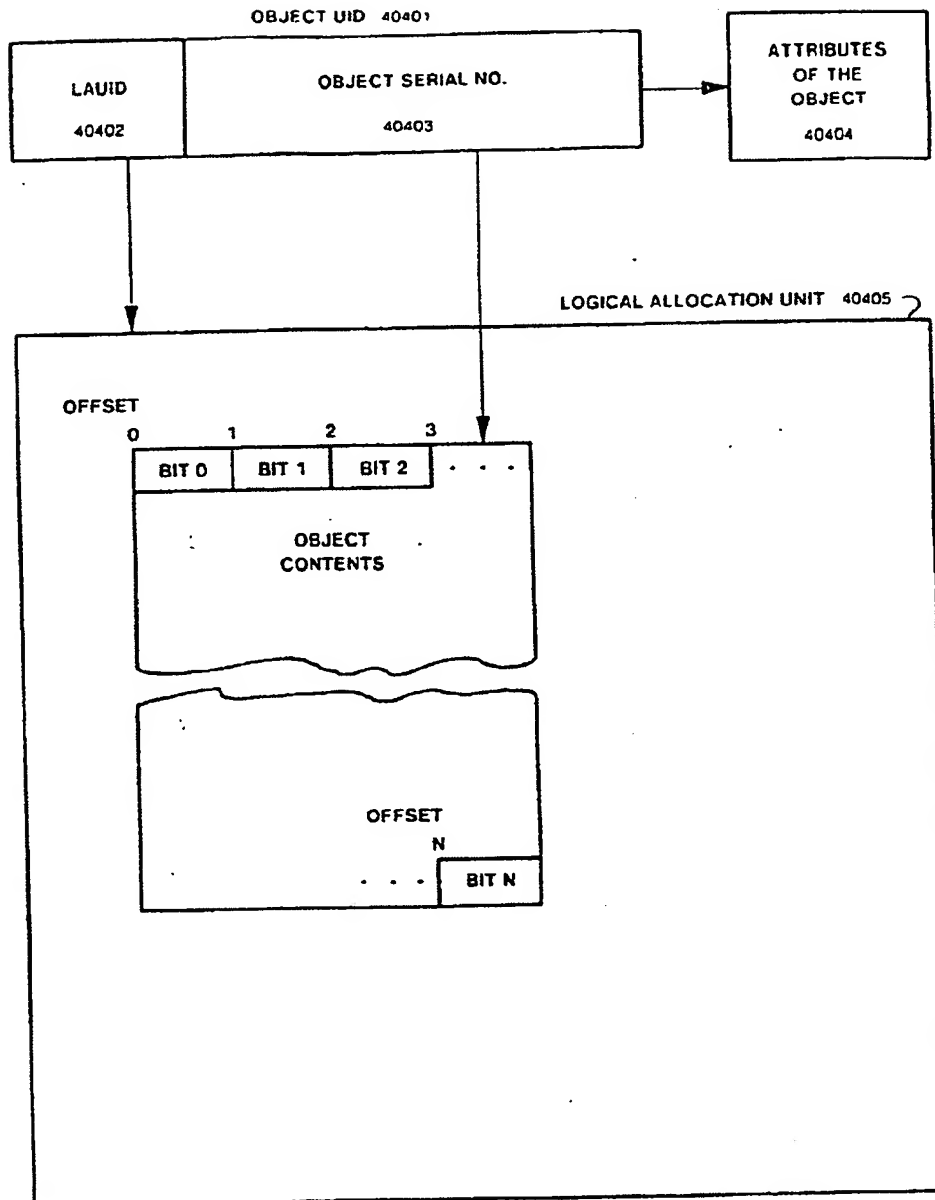 OBJECT UID 40401
LAUID
40402
OBJECT SERIAL NO.
40403
ATTRIBUTES
OF THE
OBJECT
40404
LOGICAL ALLOCATION UNIT 40405
OFFSET
0 1 2 3
BIT 0 BIT 1 BIT 2 . . .
OBJECT
CONTENTS
OFFSET
N
. . . BIT N